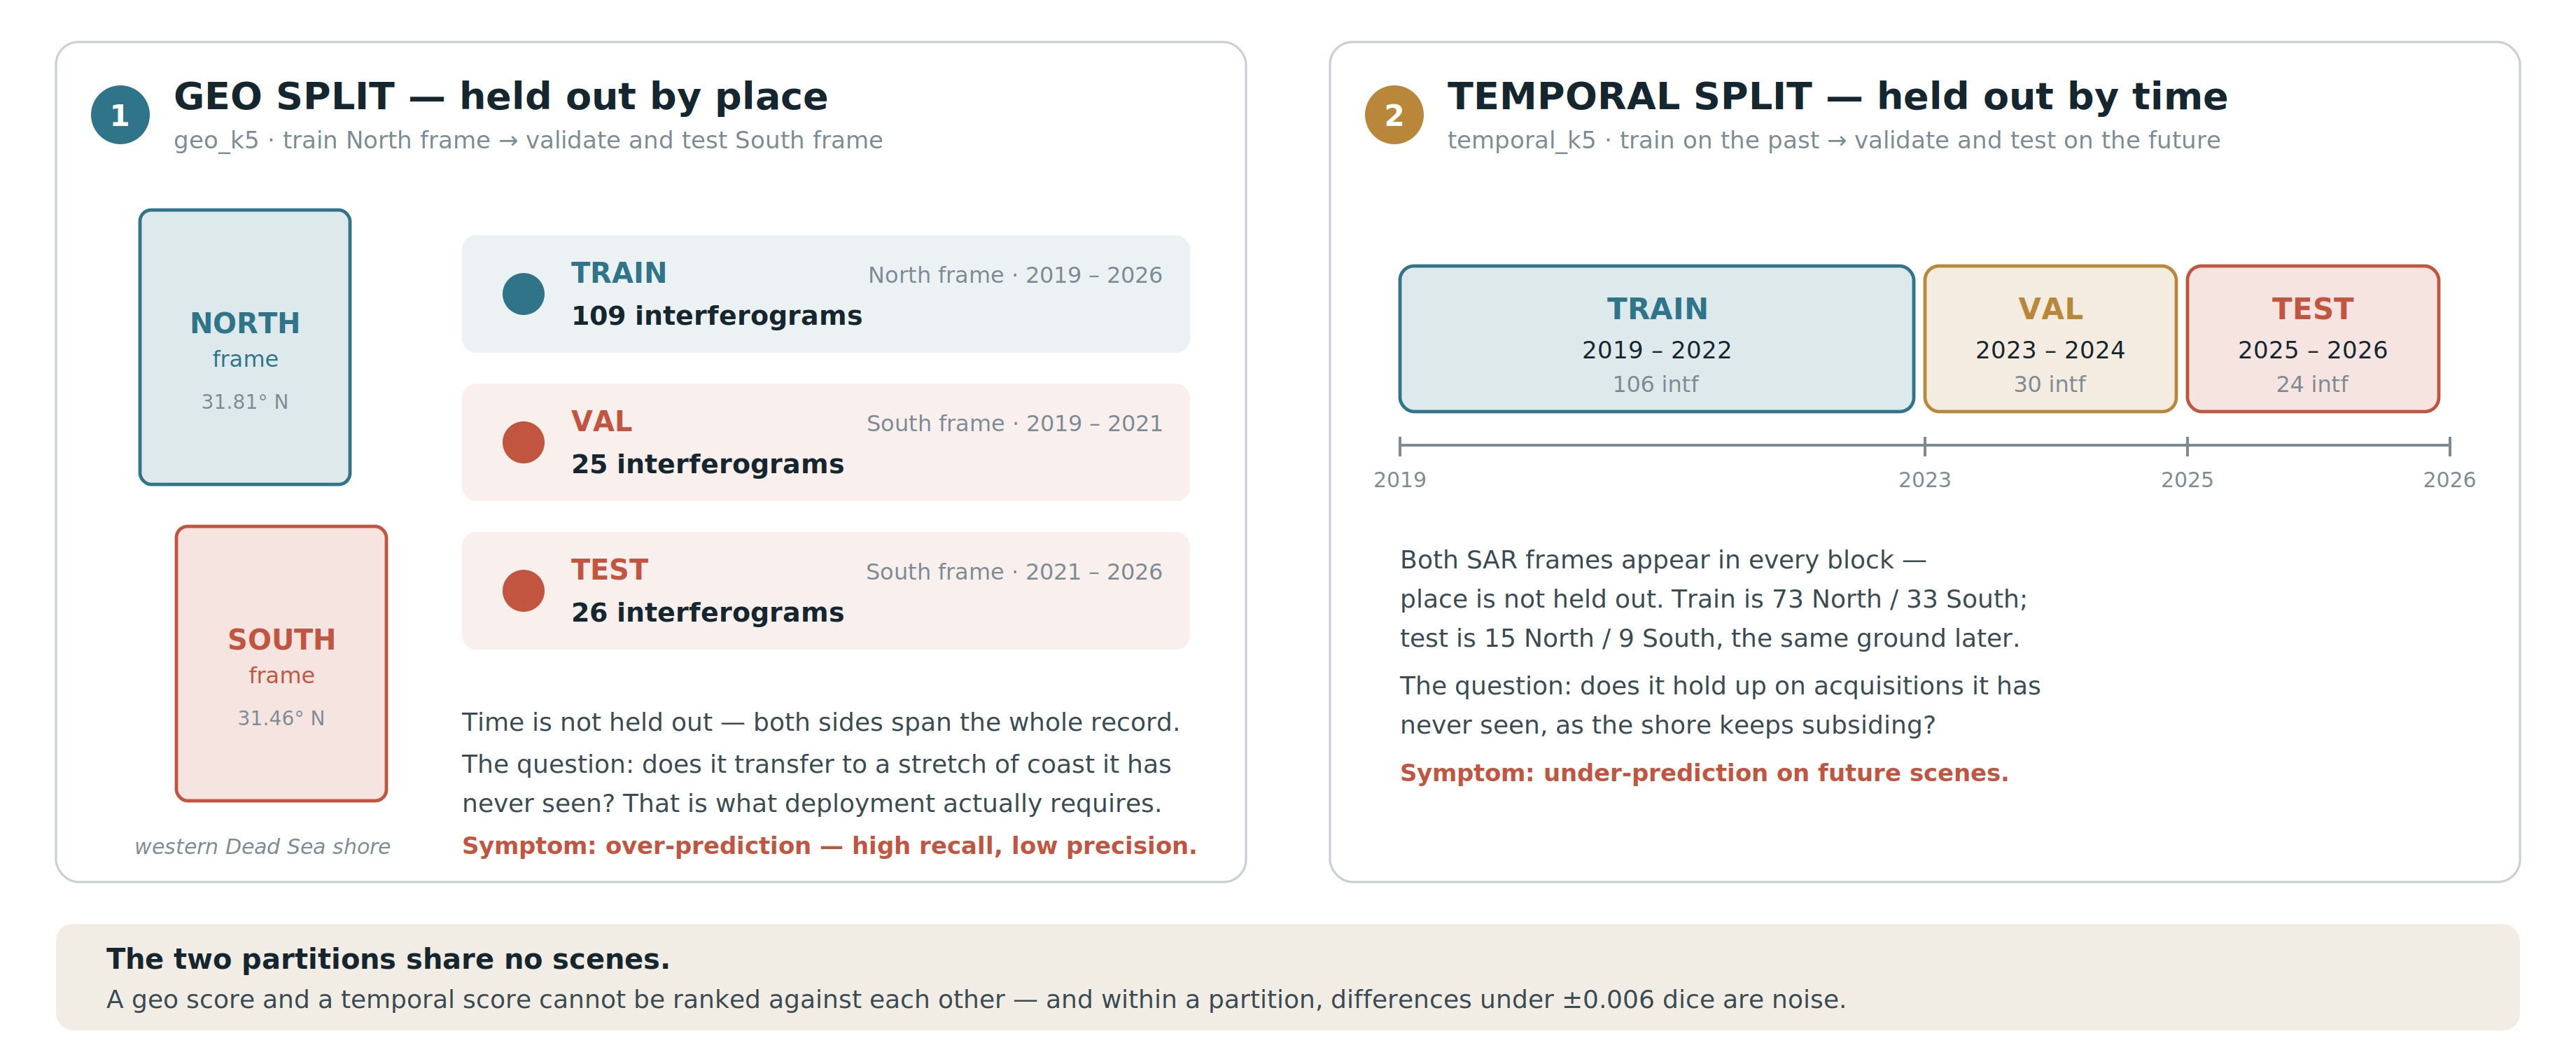 1
GEO SPLIT — held out by place
geo_k5 · train North frame → validate and test South frame
NORTH
frame
31.81° N
SOUTH
frame
31.46° N
western Dead Sea shore
TRAIN
North frame · 2019 – 2026
109 interferograms
VAL
South frame · 2019 – 2021
25 interferograms
TEST
South frame · 2021 – 2026
26 interferograms
Time is not held out — both sides span the whole record.
The question: does it transfer to a stretch of coast it has
never seen? That is what deployment actually requires.
Symptom: over-prediction — high recall, low precision.
2
TEMPORAL SPLIT — held out by time
temporal_k5 · train on the past → validate and test on the future
TRAIN
2019 – 2022
106 intf
VAL
2023 – 2024
30 intf
TEST
2025 – 2026
24 intf
2019
2023
2025
2026
Both SAR frames appear in every block —
place is not held out. Train is 73 North / 33 South;
test is 15 North / 9 South, the same ground later.
The question: does it hold up on acquisitions it has
never seen, as the shore keeps subsiding?
Symptom: under-prediction on future scenes.
The two partitions share no scenes.
A geo score and a temporal score cannot be ranked against each other — and within a partition, differences under ±0.006 dice are noise.